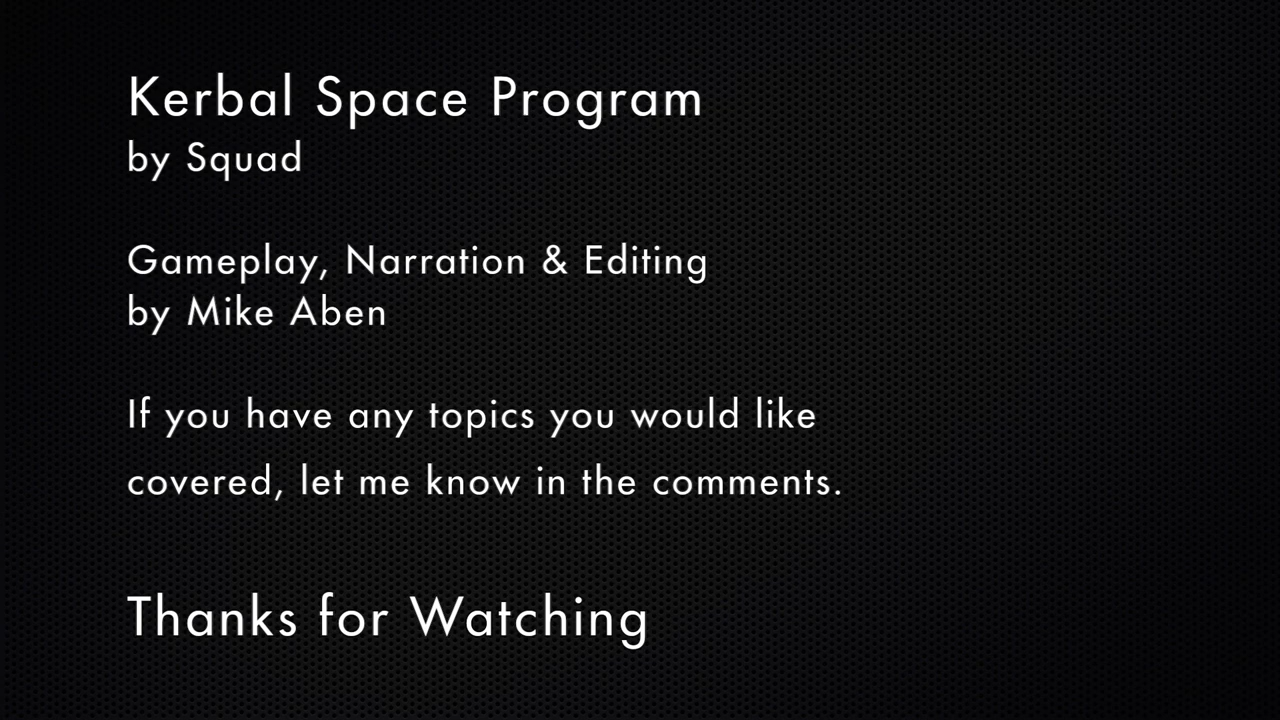 Kerbal Space Program
by Squad
Gameplay, Narration & Editing
by Mike Aben
If you have any topics you would like
covered, let me know in the comments.
Thanks for Watching